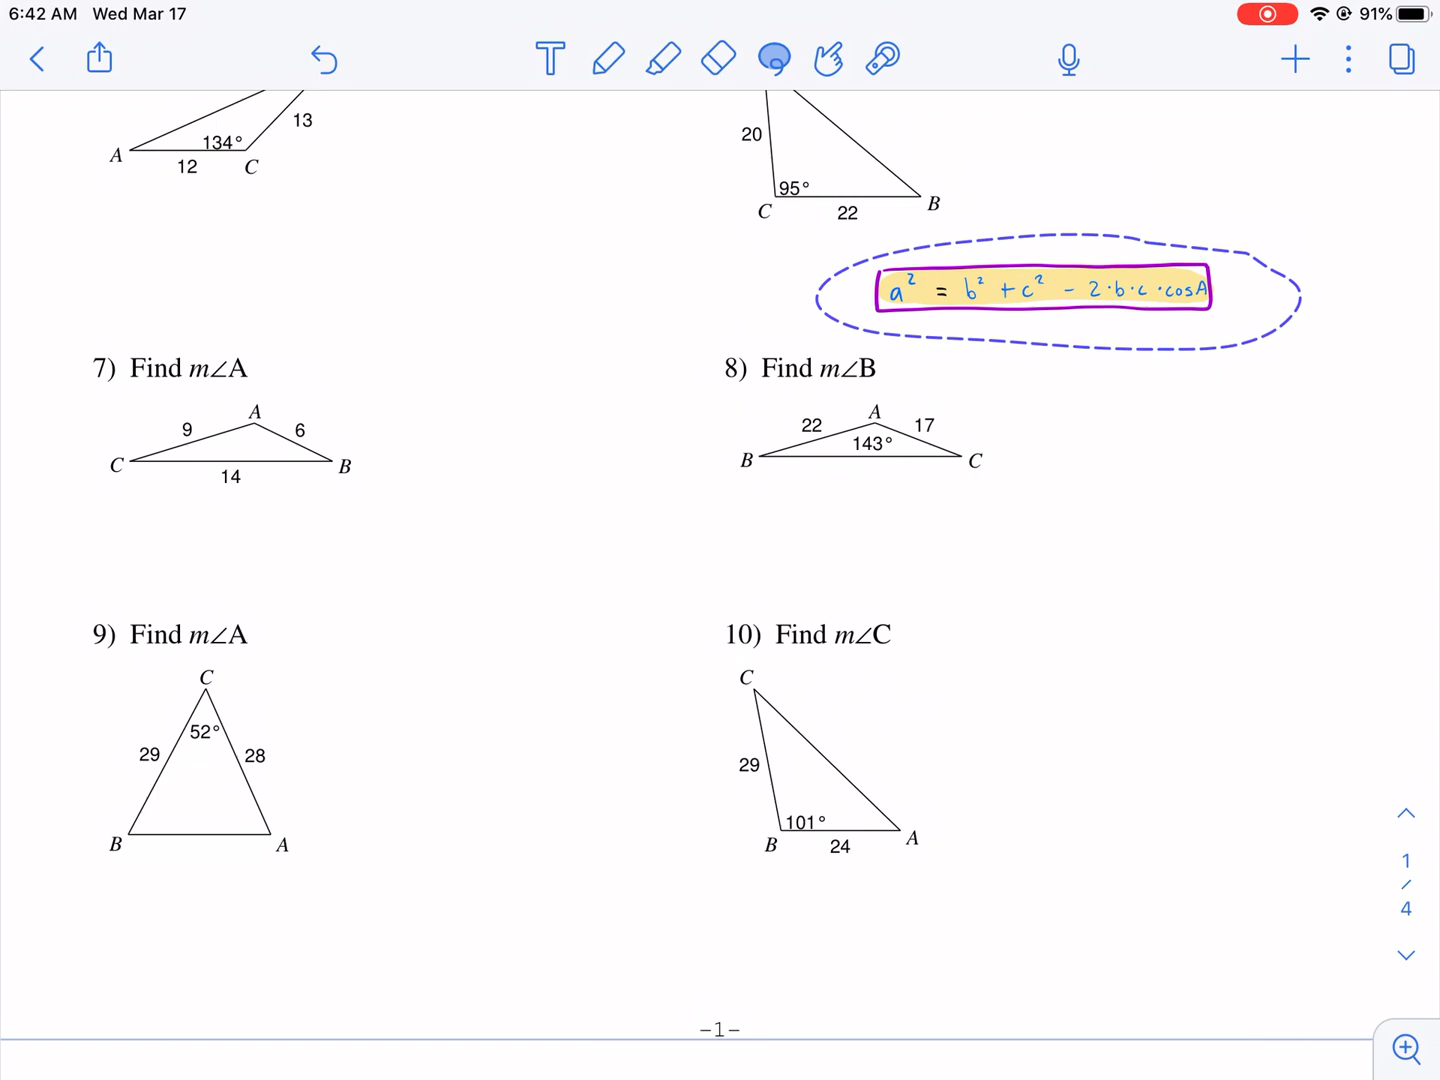 6:42 AM Wed Mar 17
91%
13
134°
A
12
C
20
95°
C
22
B
a² = b² + c² - 2·b·c·cosA
7) Find m∠A
A
9
6
C
14
B
8) Find m∠B
A
22
17
143°
B
C
9) Find m∠A
C
52°
29
28
B
A
10) Find m∠C
C
29
101°
B
24
A
1
/
4
-1-